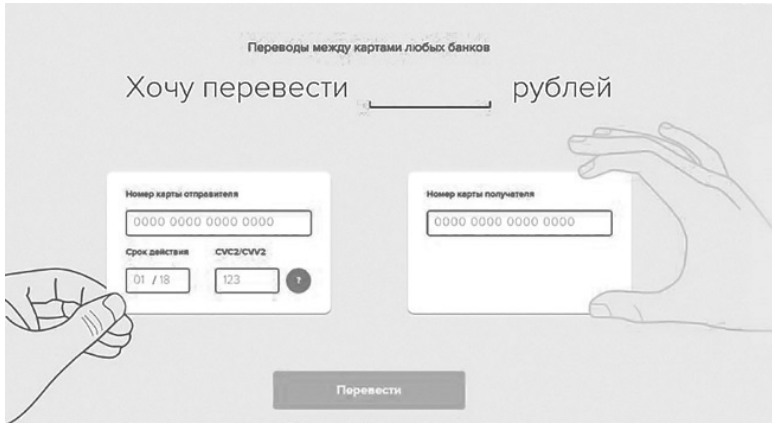 Переводы между картами любых банков
Хочу перевести рублей
Номер карты отправителя
0000 0000 0000 0000
Срок действия CVC2/CVV2
01 / 18 123 ?
Номер карты получателя
0000 0000 0000 0000
Перевести